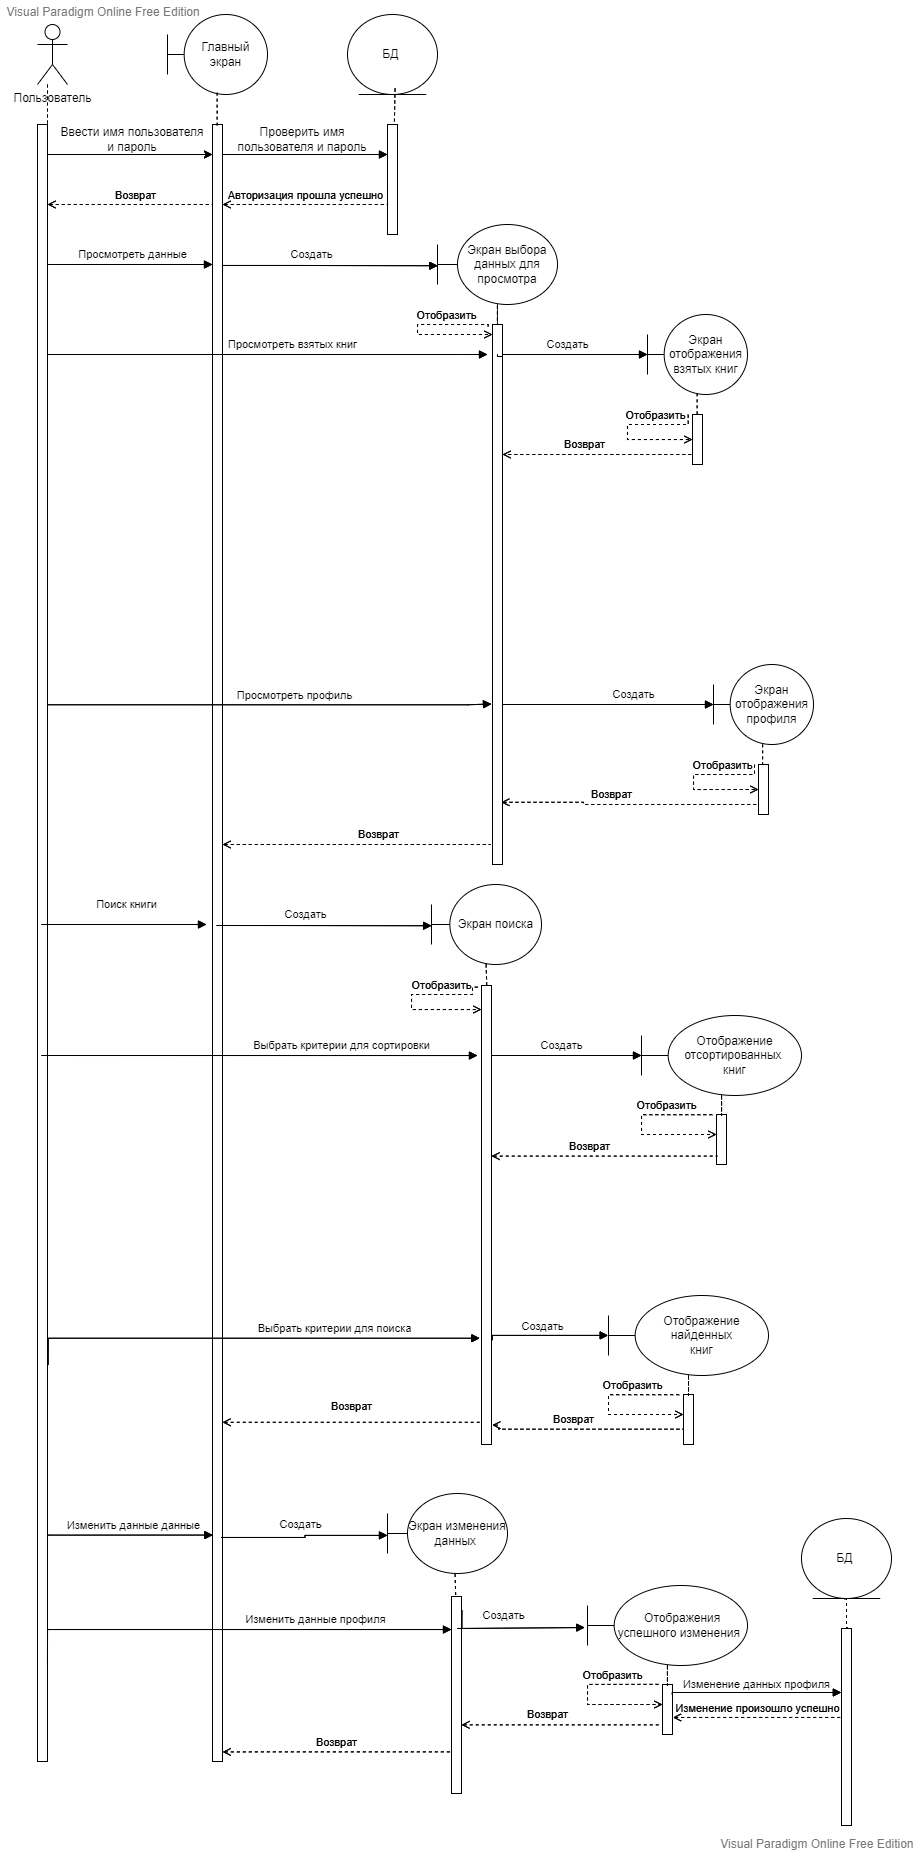 Visual Paradigm Online Free Edition
Главный
экран
БД
Пользователь
Ввести имя пользователя
и пароль
Проверить имя
пользователя и пароль
Возврат
Авторизация прошла успешно
Просмотреть данные
Создать
Экран выбора
данных для
просмотра
Отобразить
Просмотреть взятых книг
Создать
Экран
отображения
взятых книг
Отобразить
Возврат
Просмотреть профиль
Создать
Экран
отображения
профиля
Отобразить
Возврат
Возврат
Поиск книги
Создать
Экран поиска
Отобразить
Выбрать критерии для сортировки
Создать
Отображение
отсортированных
книг
Отобразить
Возврат
Выбрать критерии для поиска
Создать
Отображение
найденных
книг
Отобразить
Возврат
Возврат
Изменить данные данные
Создать
Экран изменения
данных
БД
Изменить данные профиля
Создать
Отображения
успешного изменения
Отобразить
Изменение данных профиля
Изменение произошло успешно
Возврат
Возврат
Visual Paradigm Online Free Edition